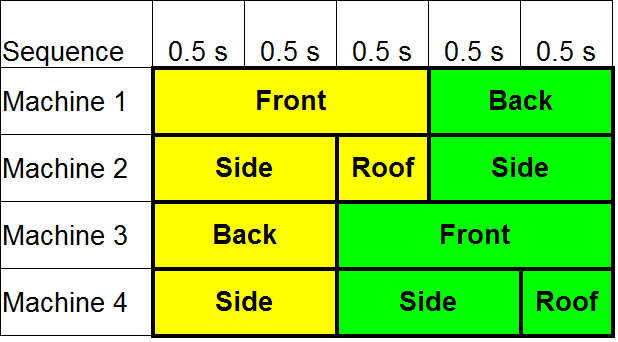 Sequence 0.5 s 0.5 s 0.5 s 0.5 s 0.5 s
Machine 1 Front Back
Machine 2 Side Roof Side
Machine 3 Back Front
Machine 4 Side Side Roof